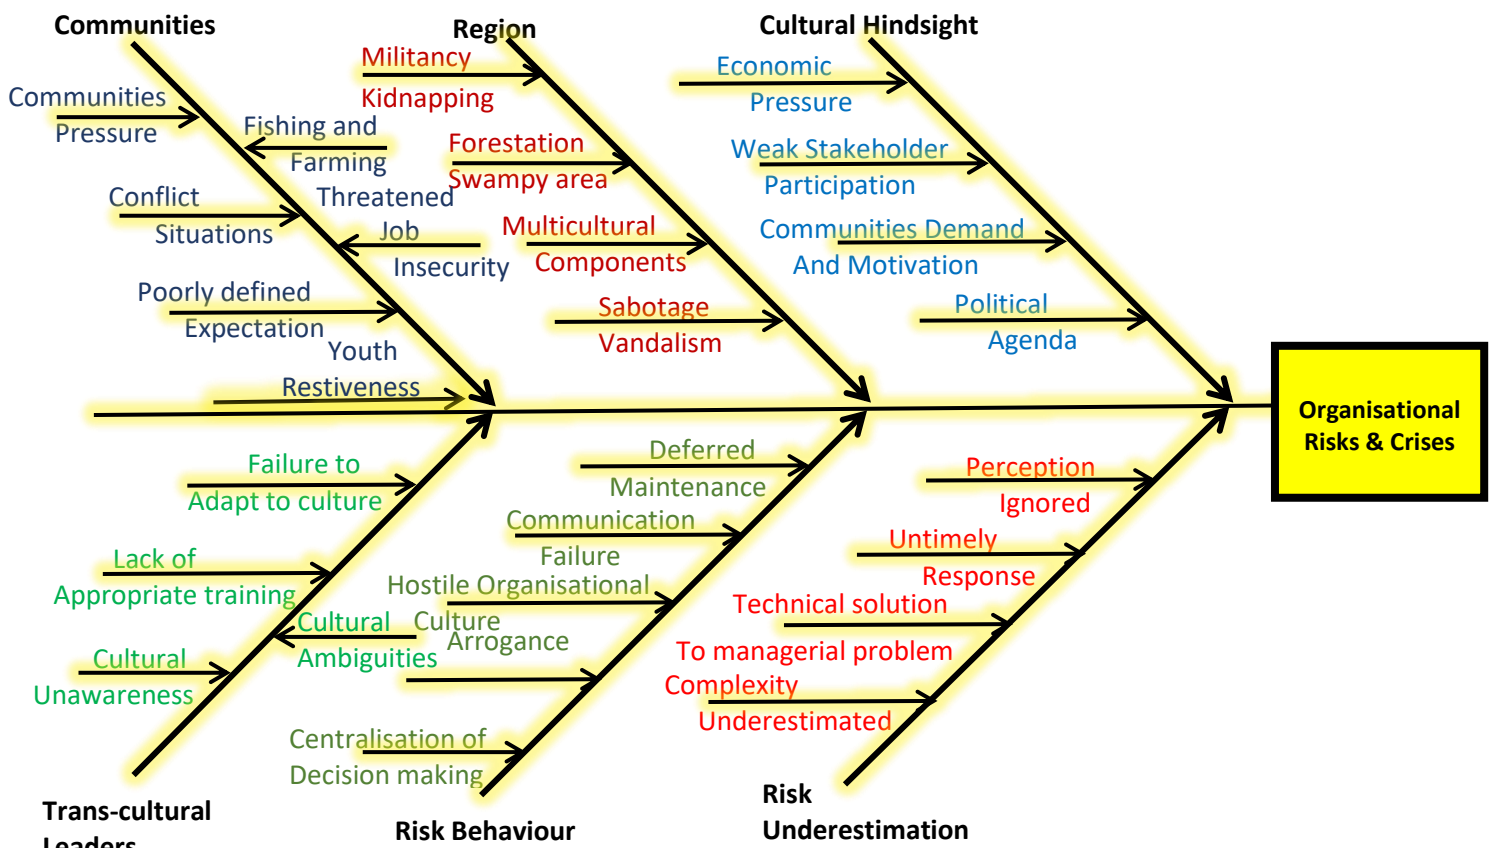 Communities
Region
Cultural Hindsight
Communities
Pressure
Fishing and
Farming
Threatened
Conflict
Situations
Job
Insecurity
Poorly defined
Expectation
Youth
Restiveness
Militancy
Kidnapping
Forestation
Swampy area
Multicultural
Components
Sabotage
Vandalism
Economic
Pressure
Weak Stakeholder
Participation
Communities Demand
And Motivation
Political
Agenda
Organisational
Risks & Crises
Failure to
Adapt to culture
Lack of
Appropriate training
Cultural
Ambiguities
Cultural
Unawareness
Deferred
Maintenance
Communication
Failure
Hostile Organisational
Culture
Arrogance
Centralisation of
Decision making
Perception
Ignored
Untimely
Response
Technical solution
To managerial problem
Complexity
Underestimated
Trans-cultural
Leaders
Risk Behaviour
Risk
Underestimation